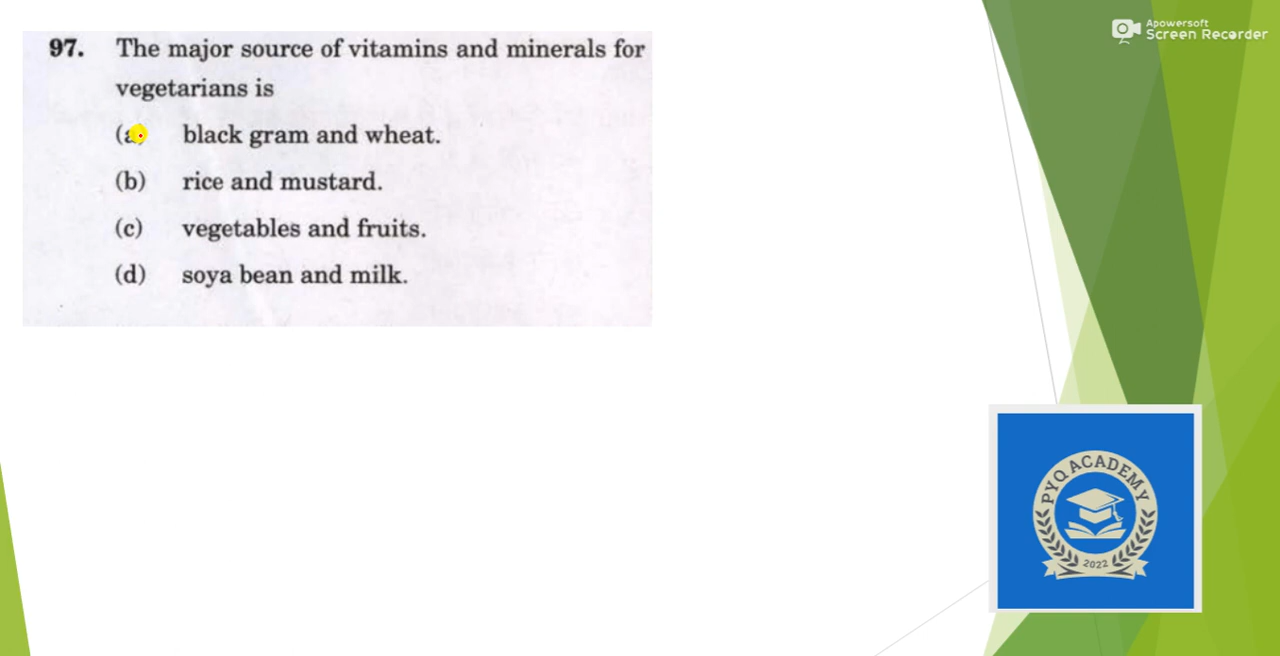 Apowersoft
Screen Recorder
97. The major source of vitamins and minerals for
vegetarians is
black gram and wheat.
(b) rice and mustard.
(c) vegetables and fruits.
(d) soya bean and milk.
PYQ ACADEMY
2022